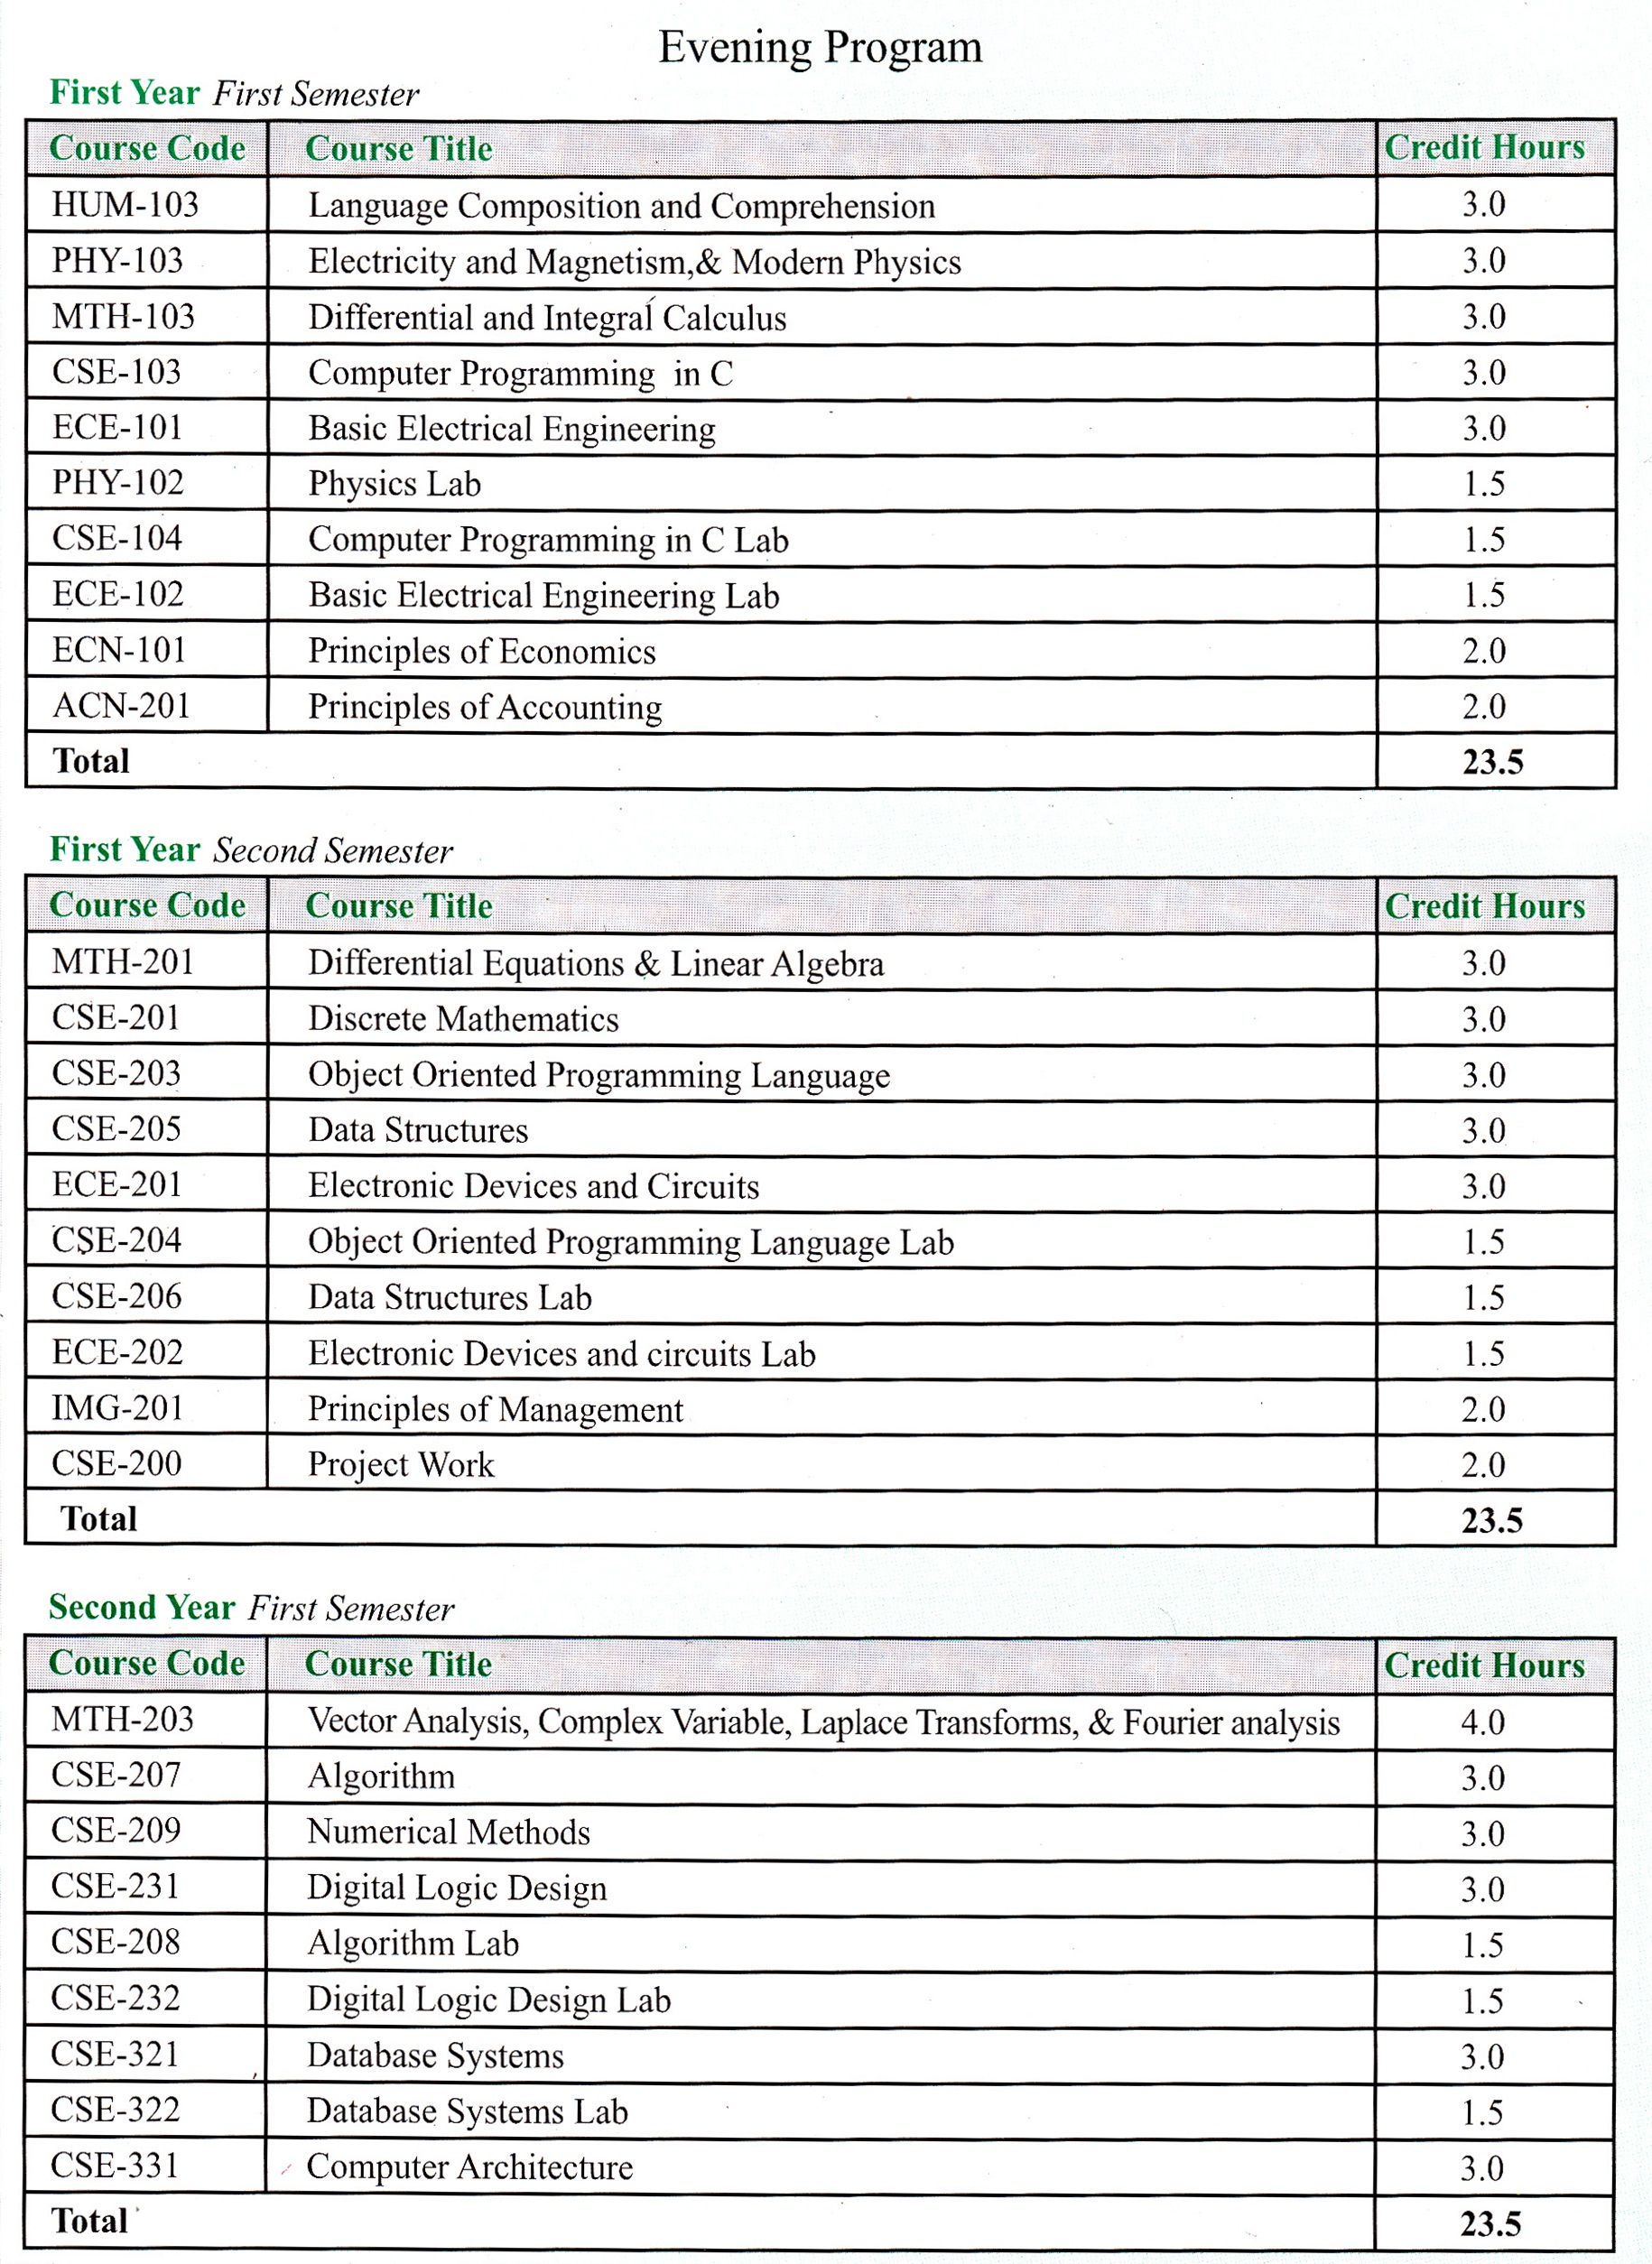 Evening Program
First Year First Semester
Course Code Course Title Credit Hours
HUM-103 Language Composition and Comprehension 3.0
PHY-103 Electricity and Magnetism,& Modern Physics 3.0
MTH-103 Differential and Integral Calculus 3.0
CSE-103 Computer Programming in C 3.0
ECE-101 Basic Electrical Engineering 3.0
PHY-102 Physics Lab 1.5
CSE-104 Computer Programming in C Lab 1.5
ECE-102 Basic Electrical Engineering Lab 1.5
ECN-101 Principles of Economics 2.0
ACN-201 Principles of Accounting 2.0
Total 23.5
First Year Second Semester
Course Code Course Title Credit Hours
MTH-201 Differential Equations & Linear Algebra 3.0
CSE-201 Discrete Mathematics 3.0
CSE-203 Object Oriented Programming Language 3.0
CSE-205 Data Structures 3.0
ECE-201 Electronic Devices and Circuits 3.0
CSE-204 Object Oriented Programming Language Lab 1.5
CSE-206 Data Structures Lab 1.5
ECE-202 Electronic Devices and circuits Lab 1.5
IMG-201 Principles of Management 2.0
CSE-200 Project Work 2.0
Total 23.5
Second Year First Semester
Course Code Course Title Credit Hours
MTH-203 Vector Analysis, Complex Variable, Laplace Transforms, & Fourier analysis 4.0
CSE-207 Algorithm 3.0
CSE-209 Numerical Methods 3.0
CSE-231 Digital Logic Design 3.0
CSE-208 Algorithm Lab 1.5
CSE-232 Digital Logic Design Lab 1.5
CSE-321 Database Systems 3.0
CSE-322 Database Systems Lab 1.5
CSE-331 Computer Architecture 3.0
Total 23.5